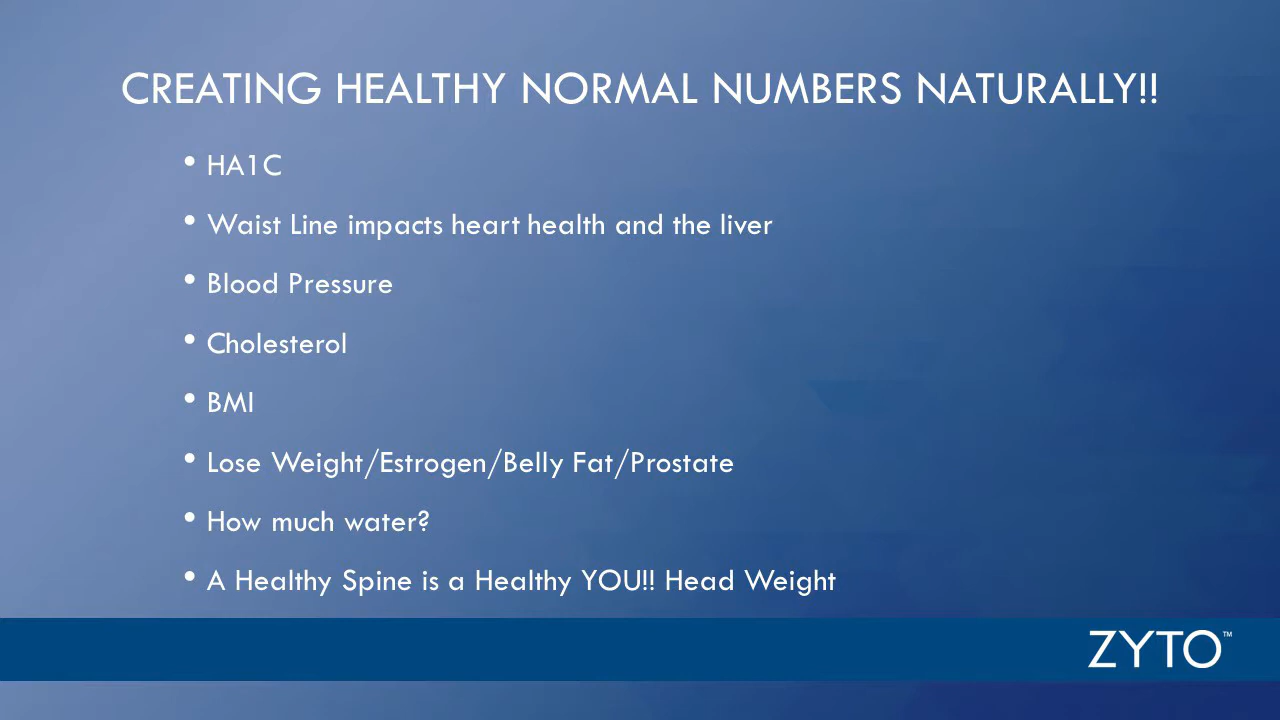 CREATING HEALTHY NORMAL NUMBERS NATURALLY!!
• HA1C
• Waist Line impacts heart health and the liver
• Blood Pressure
• Cholesterol
• BMI
• Lose Weight/Estrogen/Belly Fat/Prostate
• How much water?
• A Healthy Spine is a Healthy YOU!! Head Weight
ZYTO™